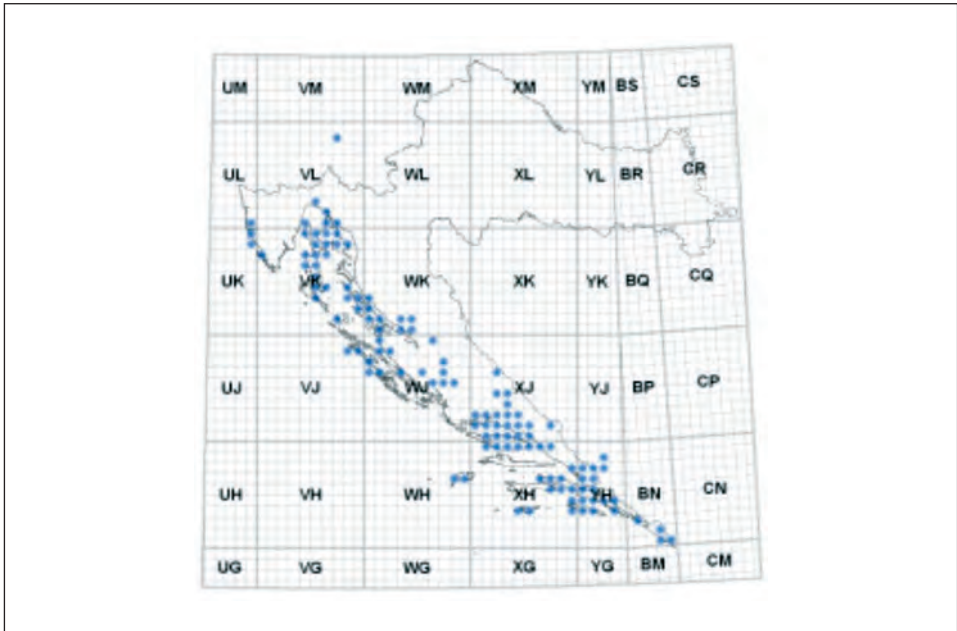 UM VM WM XM YM BS CS
UL VL WL XL YL BR CR
UK VK WK XK YK BQ CQ
UJ VJ WJ XJ YJ BP CP
UH VH WH XH YH BN CN
UG VG WG XG YG BM CM